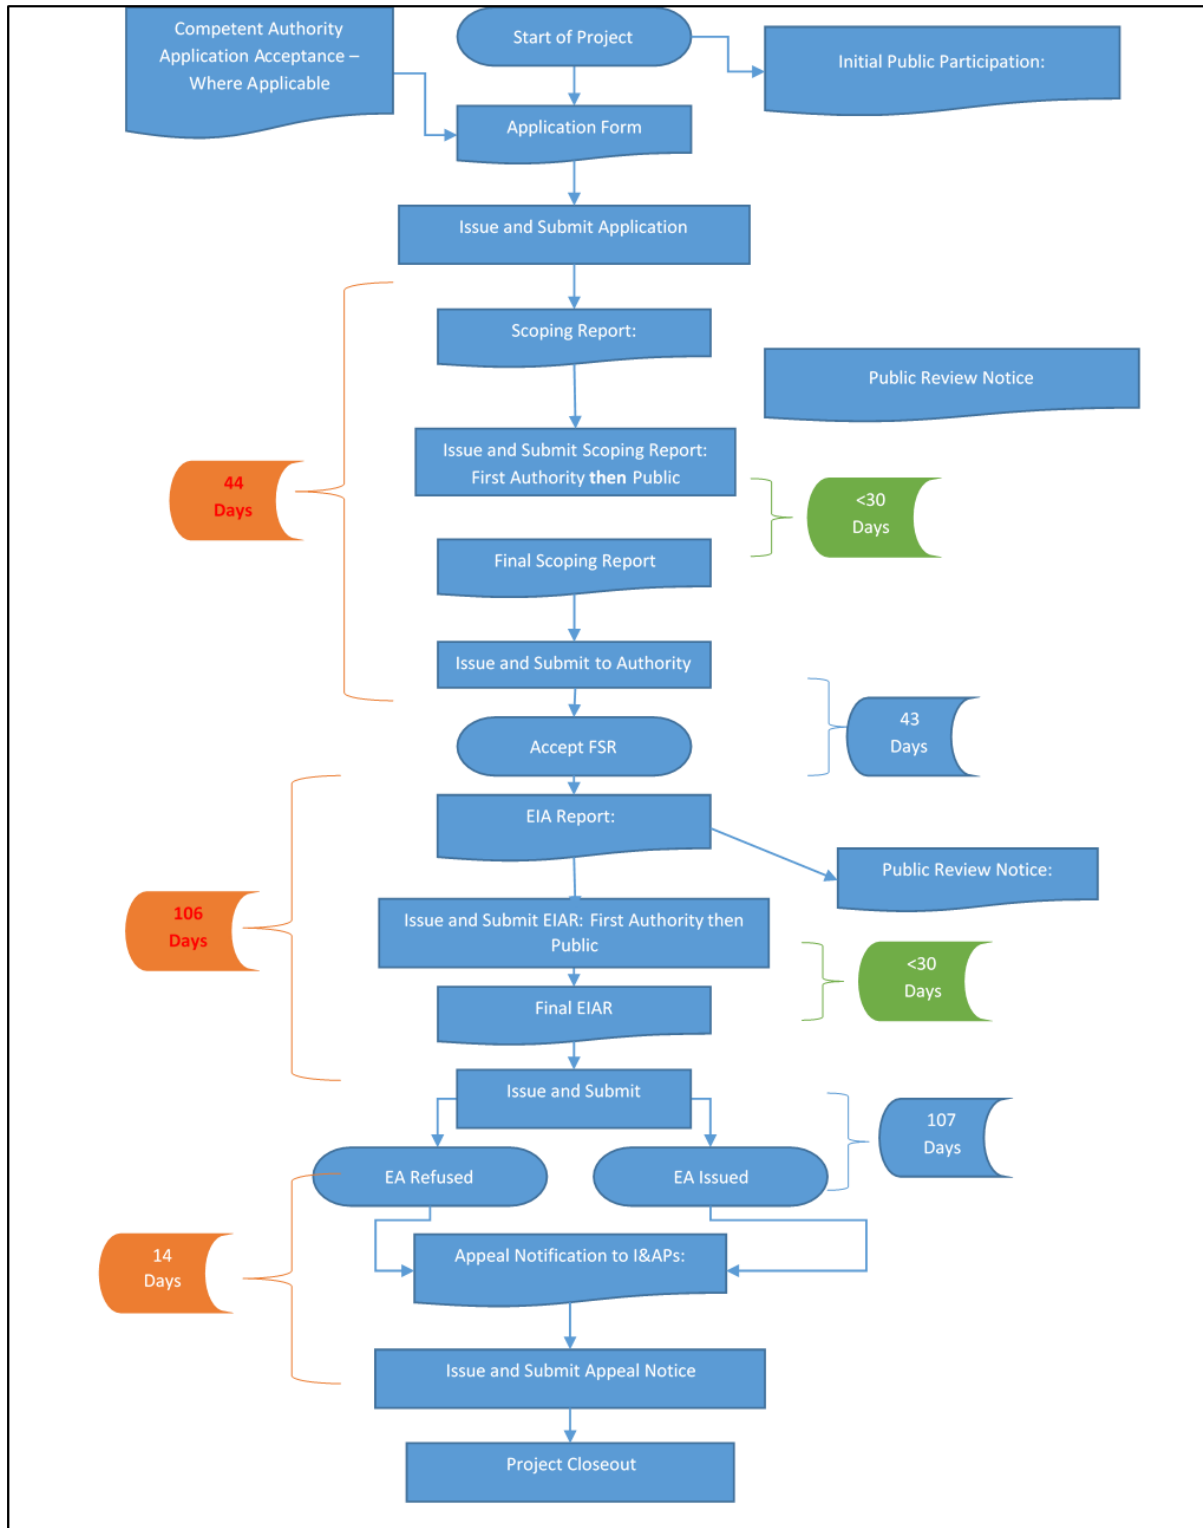 Competent Authority
Application Acceptance –
Where Applicable
Start of Project
Initial Public Participation:
Application Form
Issue and Submit Application
Scoping Report:
Public Review Notice
Issue and Submit Scoping Report:
First Authority then Public
44
Days
<30
Days
Final Scoping Report
Issue and Submit to Authority
43
Days
Accept FSR
EIA Report:
Public Review Notice:
106
Days
Issue and Submit EIAR: First Authority then
Public
<30
Days
Final EIAR
Issue and Submit
107
Days
EA Refused
EA Issued
14
Days
Appeal Notification to I&APs:
Issue and Submit Appeal Notice
Project Closeout